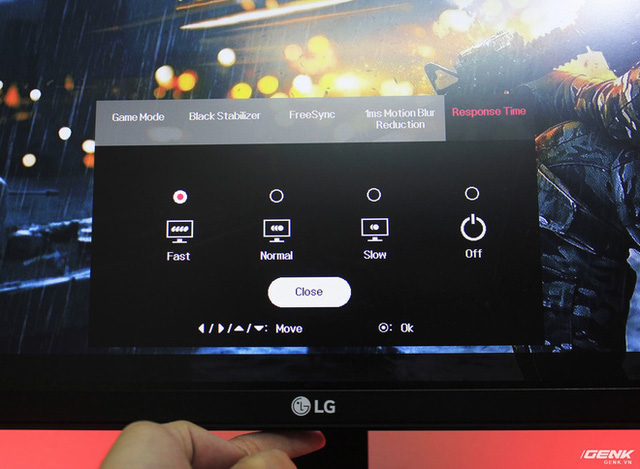 Game Mode
Black Stabilizer
FreeSync
1ms Motion Blur
Reduction
Response Time
Fast
Normal
Slow
Off
Close
◀/▶/▲/▼: Move
⦿: Ok
LG
GENK
GENK.VN